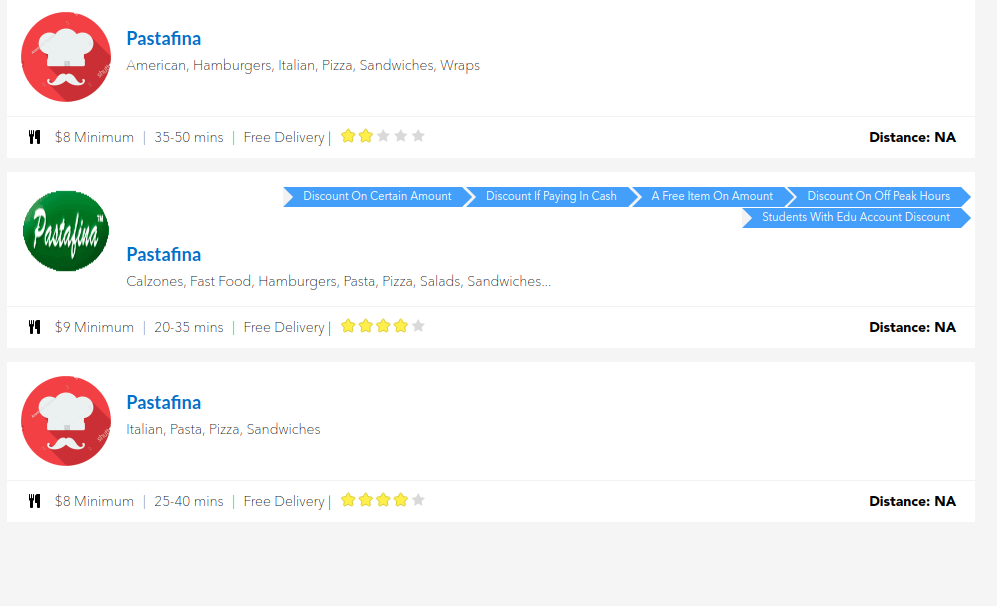 Pastafina
American, Hamburgers, Italian, Pizza, Sandwiches, Wraps
$8 Minimum | 35-50 mins | Free Delivery |
Distance: NA
Discount On Certain Amount
Discount If Paying In Cash
A Free Item On Amount
Discount On Off Peak Hours
Students With Edu Account Discount
Pastafina™
Pastafina
Calzones, Fast Food, Hamburgers, Pasta, Pizza, Salads, Sandwiches...
$9 Minimum | 20-35 mins | Free Delivery |
Distance: NA
Pastafina
Italian, Pasta, Pizza, Sandwiches
$8 Minimum | 25-40 mins | Free Delivery |
Distance: NA